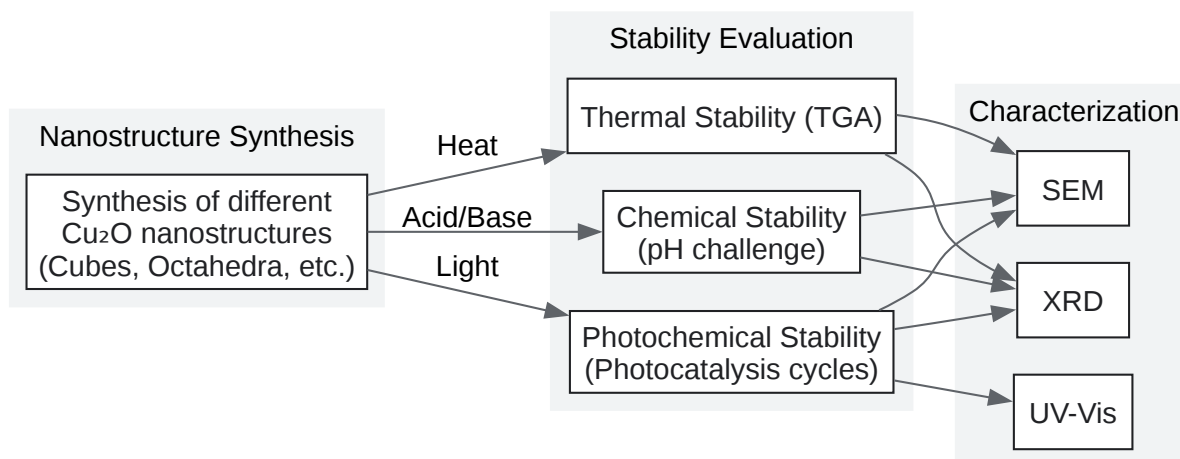 Stability Evaluation
Thermal Stability (TGA)
Characterization
Nanostructure Synthesis
Heat
SEM
Synthesis of different
Cu₂O nanostructures
(Cubes, Octahedra, etc.)
Acid/Base
Chemical Stability
(pH challenge)
Light
XRD
Photochemical Stability
(Photocatalysis cycles)
UV-Vis